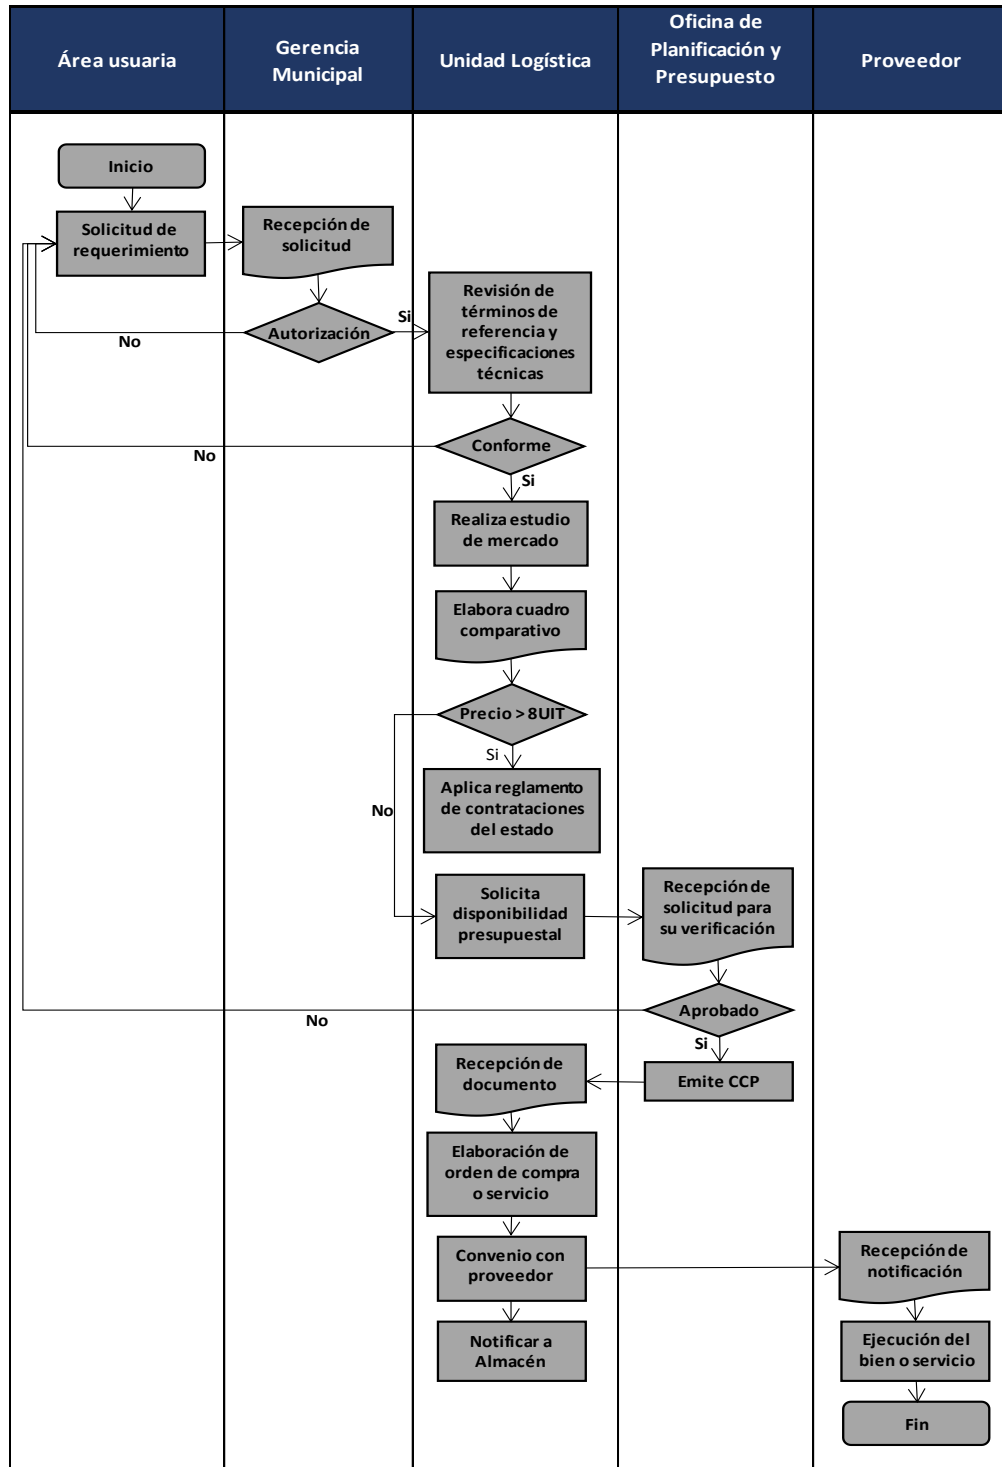 Área usuaria
Gerencia
Municipal
Unidad Logística
Oficina de
Planificación y
Presupuesto
Proveedor
Inicio
Solicitud de
requerimiento
Recepción de
solicitud
Autorización
Si
No
Revisión de
términos de
referencia y
especificaciones
técnicas
Conforme
No
Si
Realiza estudio
de mercado
Elabora cuadro
comparativo
Precio > 8UIT
Si
No
Aplica reglamento
de contrataciones
del estado
Solicita
disponibilidad
presupuestal
Recepción de
solicitud para
su verificación
Aprobado
No
Si
Emite CCP
Recepción de
documento
Elaboración de
orden de compra
o servicio
Convenio con
proveedor
Recepción de
notificación
Notificar a
Almacén
Ejecución del
bien o servicio
Fin